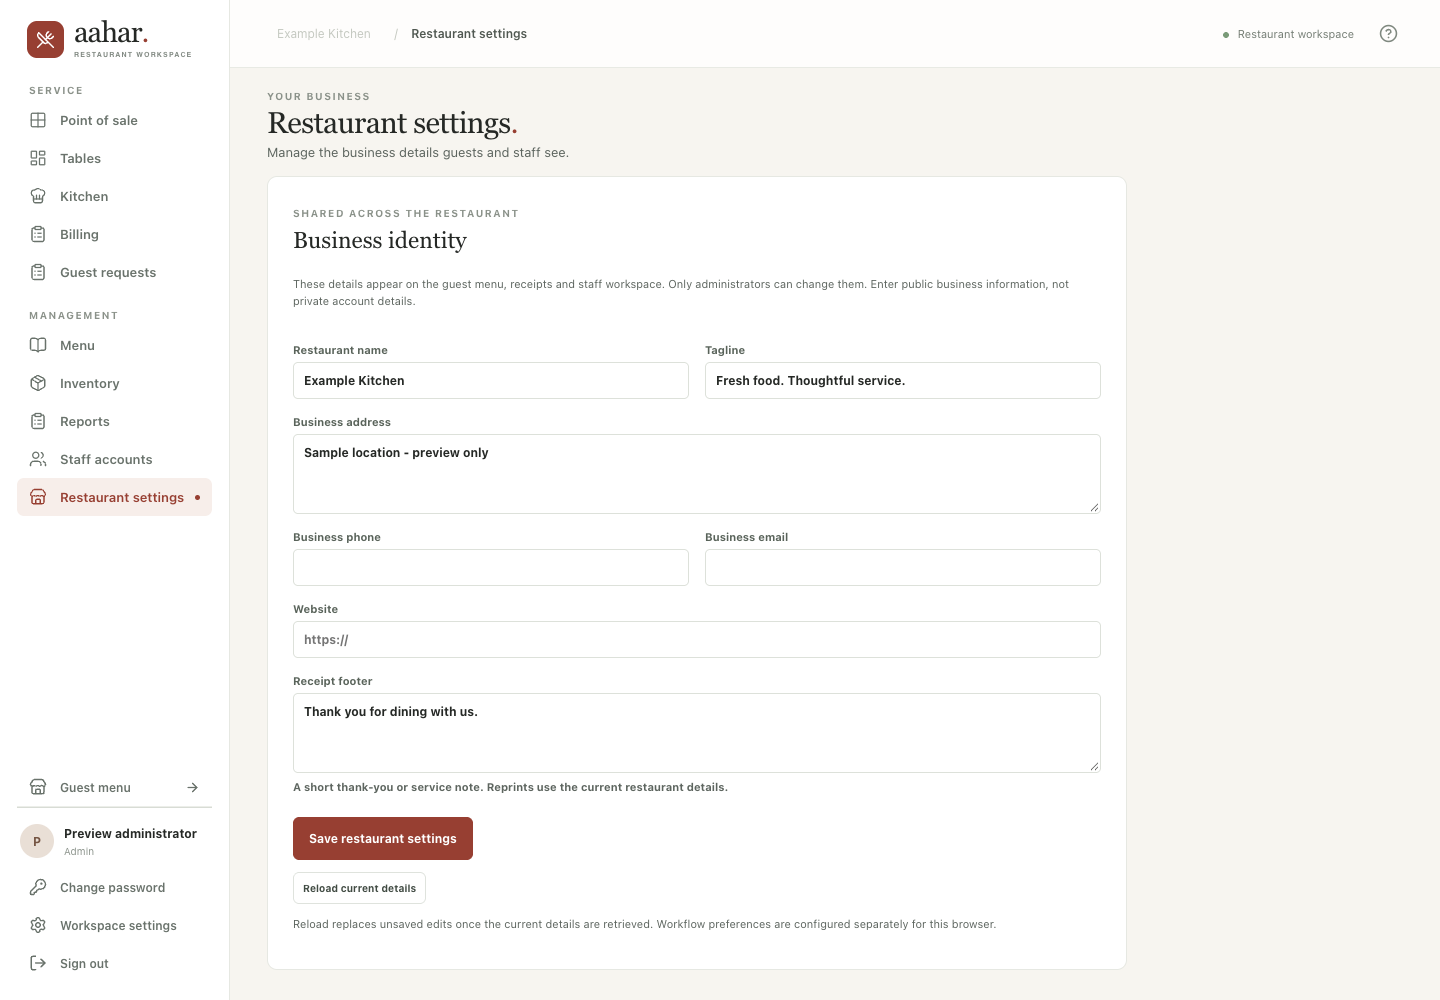 aahar.
RESTAURANT WORKSPACE
SERVICE
Point of sale
Tables
Kitchen
Billing
Guest requests
MANAGEMENT
Menu
Inventory
Reports
Staff accounts
Restaurant settings
Guest menu
P
Preview administrator
Admin
Change password
Workspace settings
Sign out
Example Kitchen / Restaurant settings
Restaurant workspace
YOUR BUSINESS
Restaurant settings.
Manage the business details guests and staff see.
SHARED ACROSS THE RESTAURANT
Business identity
These details appear on the guest menu, receipts and staff workspace. Only administrators can change them. Enter public business information, not
private account details.
Restaurant name
Example Kitchen
Tagline
Fresh food. Thoughtful service.
Business address
Sample location - preview only
Business phone
Business email
Website
https://
Receipt footer
Thank you for dining with us.
A short thank-you or service note. Reprints use the current restaurant details.
Save restaurant settings
Reload current details
Reload replaces unsaved edits once the current details are retrieved. Workflow preferences are configured separately for this browser.